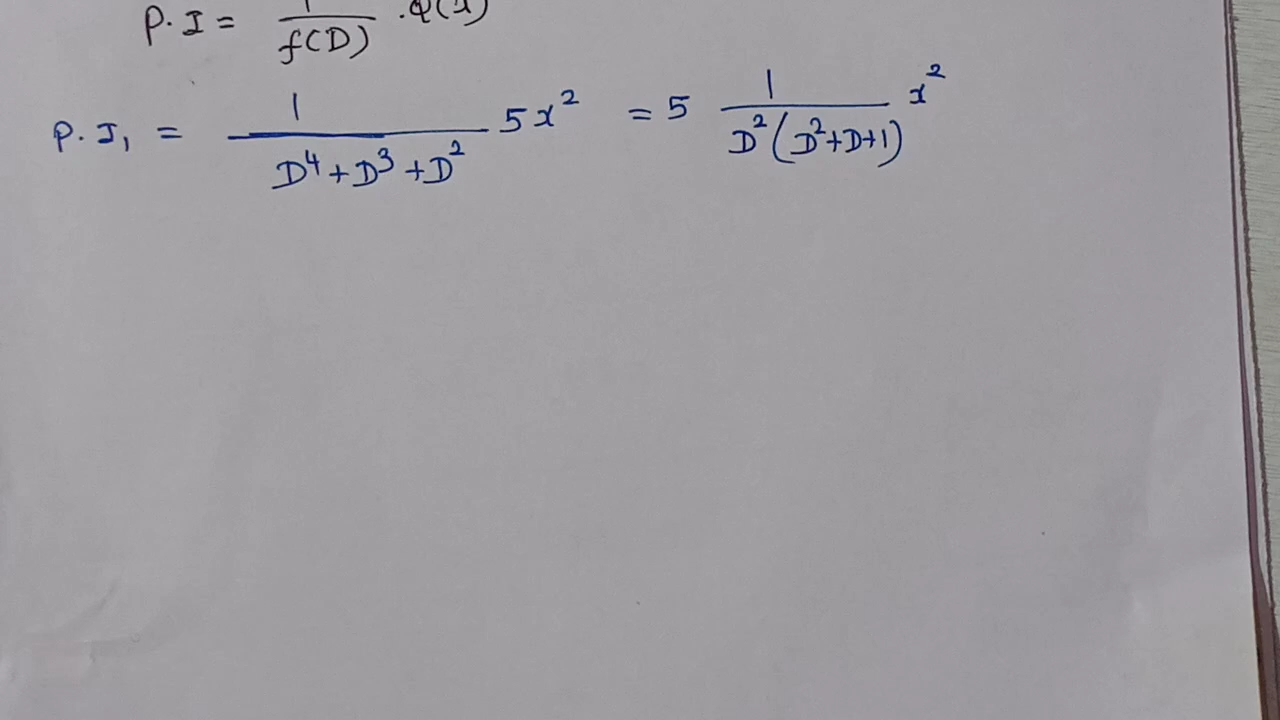 P.I = 1/f(D) .Q(x)
P.I₁ = 1/(D⁴+D³+D²) 5x² = 5 1/(D²(D²+D+1)) x²